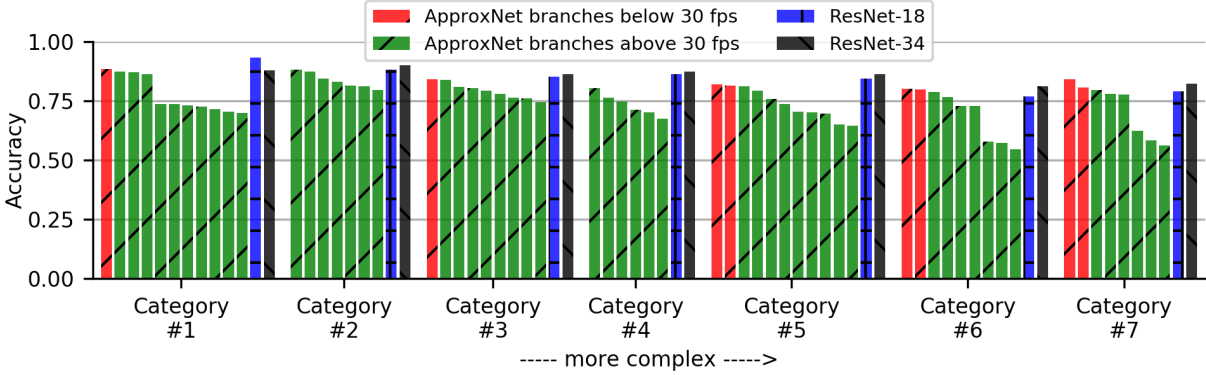 ApproxNet branches below 30 fps
ResNet-18
ApproxNet branches above 30 fps
ResNet-34
1.00
0.75
0.50
0.25
0.00
Accuracy
Category #1
Category #2
Category #3
Category #4
Category #5
Category #6
Category #7
----- more complex ----->